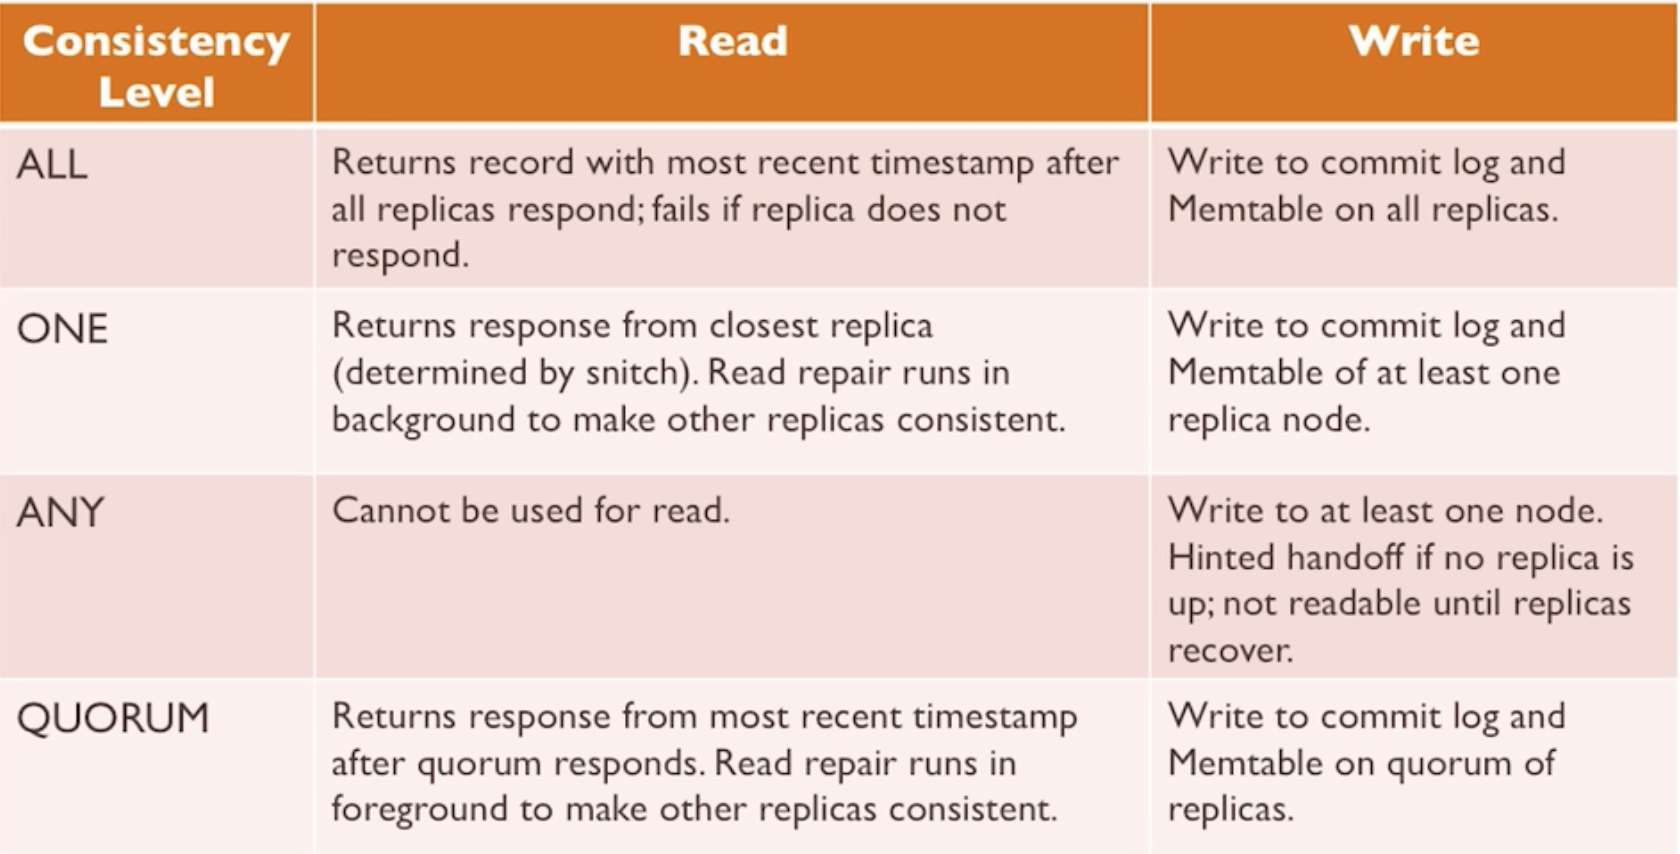 Consistency
Level
Read
Write
ALL
Returns record with most recent timestamp after
all replicas respond; fails if replica does not
respond.
Write to commit log and
Memtable on all replicas.
ONE
Returns response from closest replica
(determined by snitch). Read repair runs in
background to make other replicas consistent.
Write to commit log and
Memtable of at least one
replica node.
ANY
Cannot be used for read.
Write to at least one node.
Hinted handoff if no replica is
up; not readable until replicas
recover.
QUORUM
Returns response from most recent timestamp
after quorum responds. Read repair runs in
foreground to make other replicas consistent.
Write to commit log and
Memtable on quorum of
replicas.